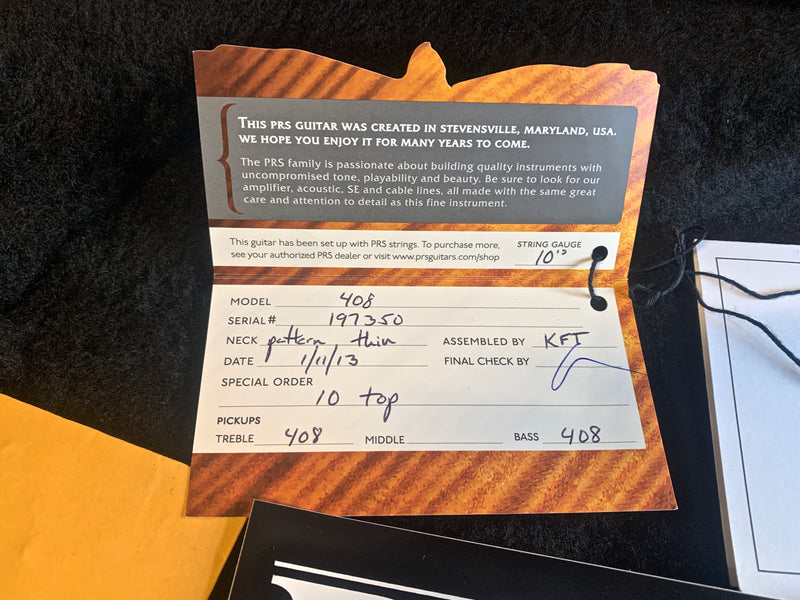 THIS PRS GUITAR WAS CREATED IN STEVENSVILLE, MARYLAND, USA.
WE HOPE YOU ENJOY IT FOR MANY YEARS TO COME.
The PRS family is passionate about building quality instruments with
uncompromised tone, playability and beauty. Be sure to look for our
amplifier, acoustic, SE and cable lines, all made with the same great
care and attention to detail as this fine instrument.
This guitar has been set up with PRS strings. To purchase more,
see your authorized PRS dealer or visit www.prsguitars.com/shop
STRING GAUGE
10's
MODEL 408
SERIAL# 197350
NECK pattern thin
ASSEMBLED BY KFI
DATE 1/11/13
FINAL CHECK BY
SPECIAL ORDER
10 top
PICKUPS
TREBLE 408 MIDDLE BASS 408